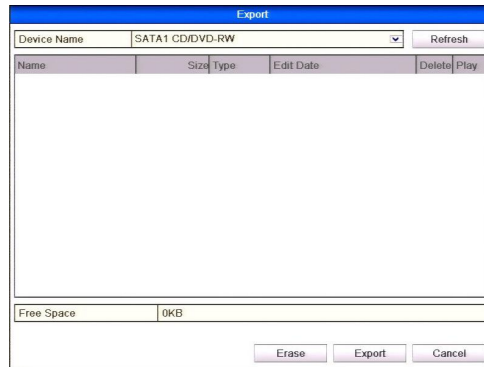 Export
Device Name SATA1 CD/DVD-RW Refresh
Name Size Type Edit Date Delete Play
Free Space 0KB
Erase Export Cancel